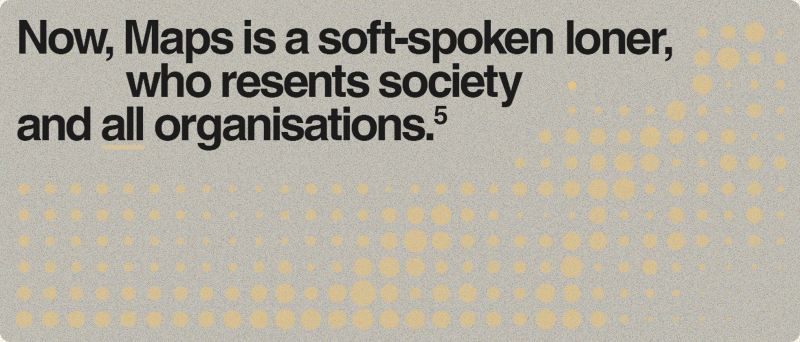 Now, Maps is a soft-spoken loner,
who resents society
and all organisations.⁵